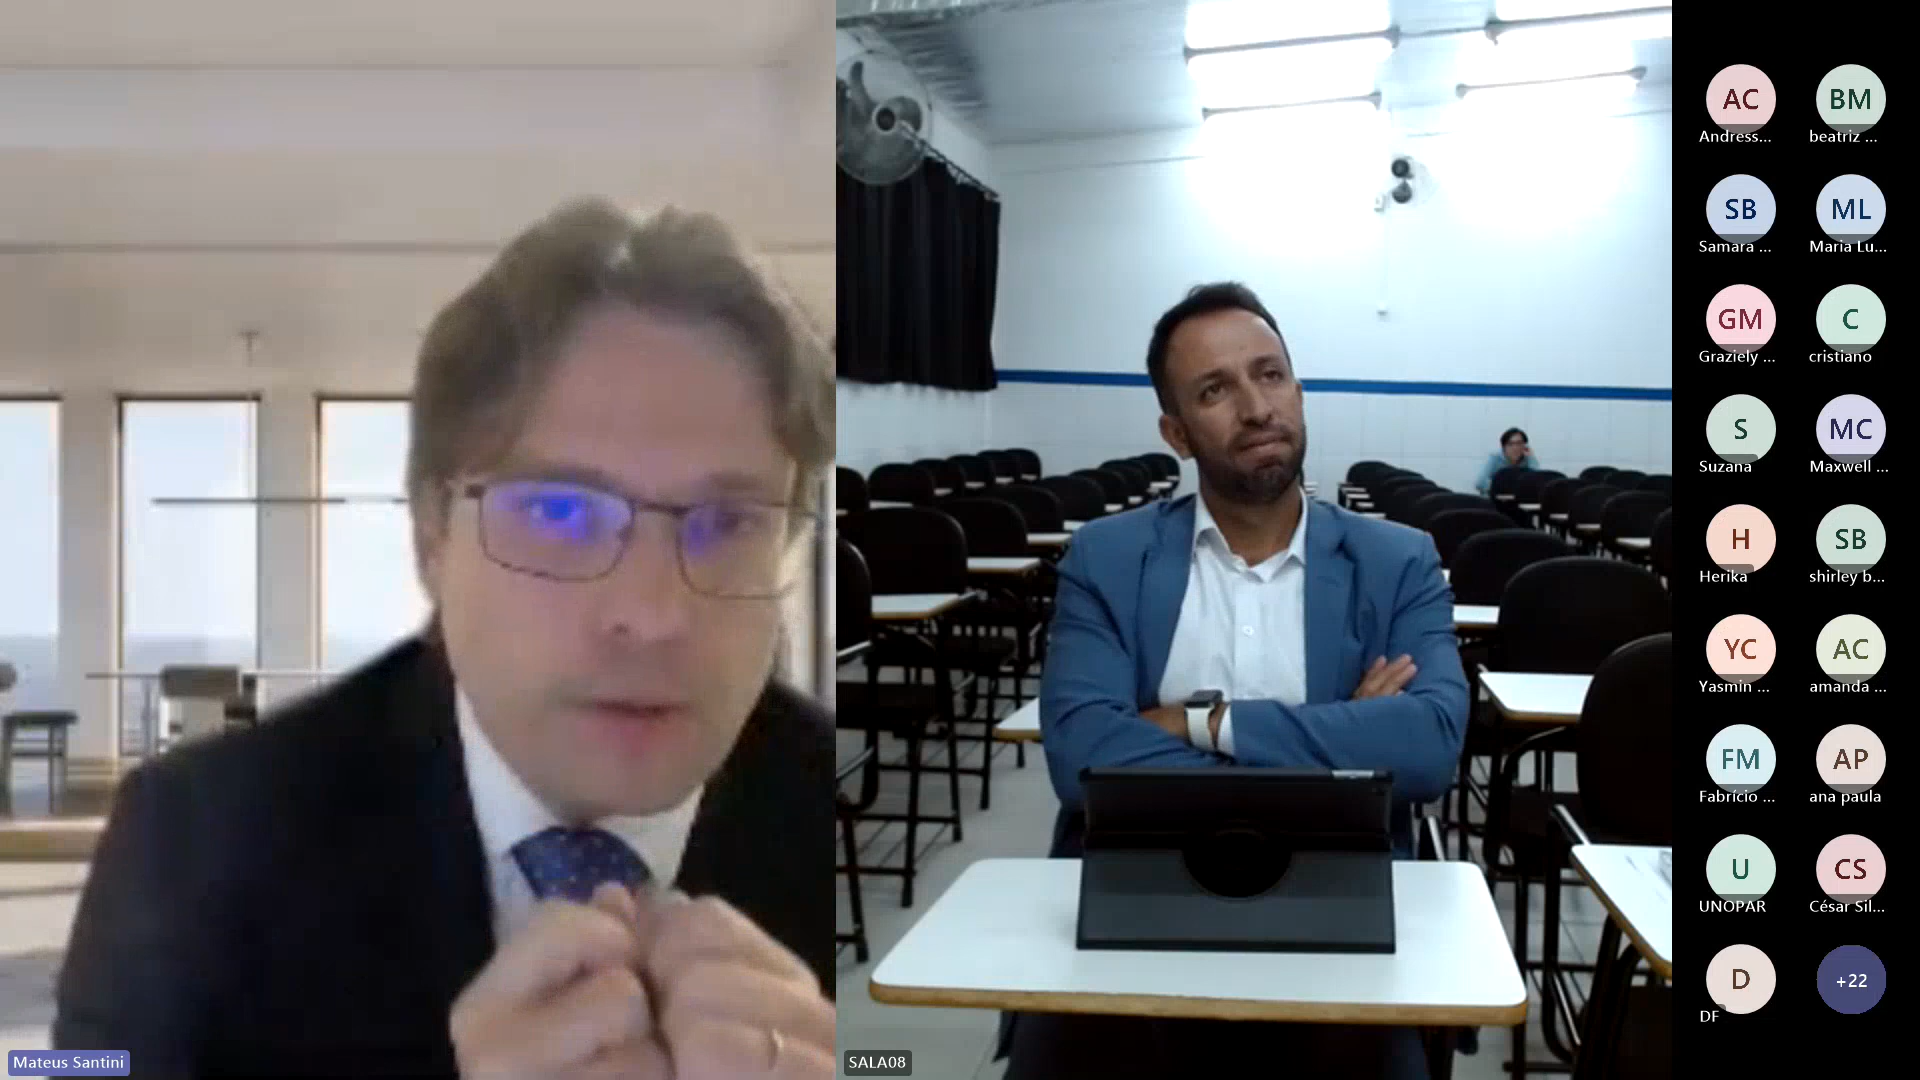 Mateus Santini
SALA08
AC
Andress...
BM
beatriz ...
SB
Samara ...
ML
Maria Lu...
GM
Graziely ...
C
cristiano
S
Suzana
MC
Maxwell ...
H
Herika
SB
shirley b...
YC
Yasmin ...
AC
amanda ...
FM
Fabrício ...
AP
ana paula
U
UNOPAR
CS
César Sil...
D
DF
+22